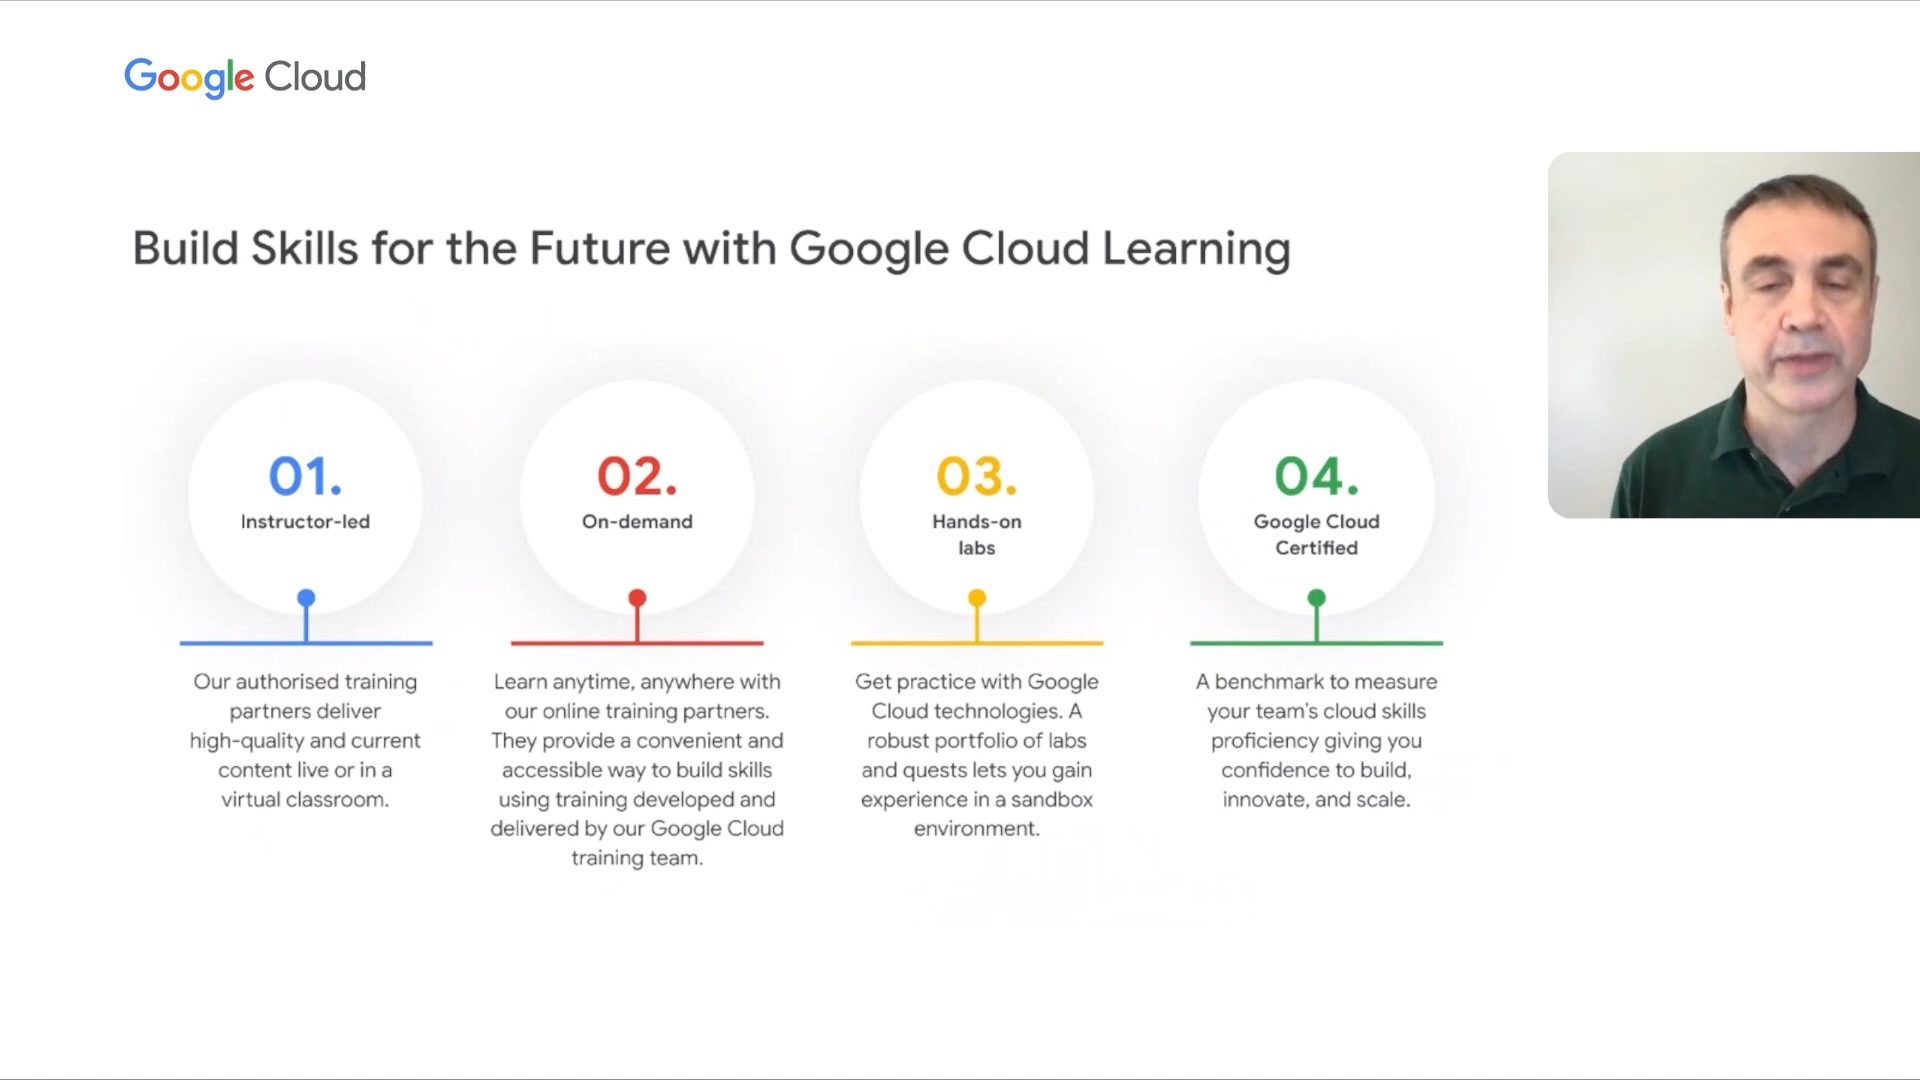 Google Cloud
Build Skills for the Future with Google Cloud Learning
01.
Instructor-led
Our authorised training
partners deliver
high-quality and current
content live or in a
virtual classroom.
02.
On-demand
Learn anytime, anywhere with
our online training partners.
They provide a convenient and
accessible way to build skills
using training developed and
delivered by our Google Cloud
training team.
03.
Hands-on
labs
Get practice with Google
Cloud technologies. A
robust portfolio of labs
and quests lets you gain
experience in a sandbox
environment.
04.
Google Cloud
Certified
A benchmark to measure
your team's cloud skills
proficiency giving you
confidence to build,
innovate, and scale.